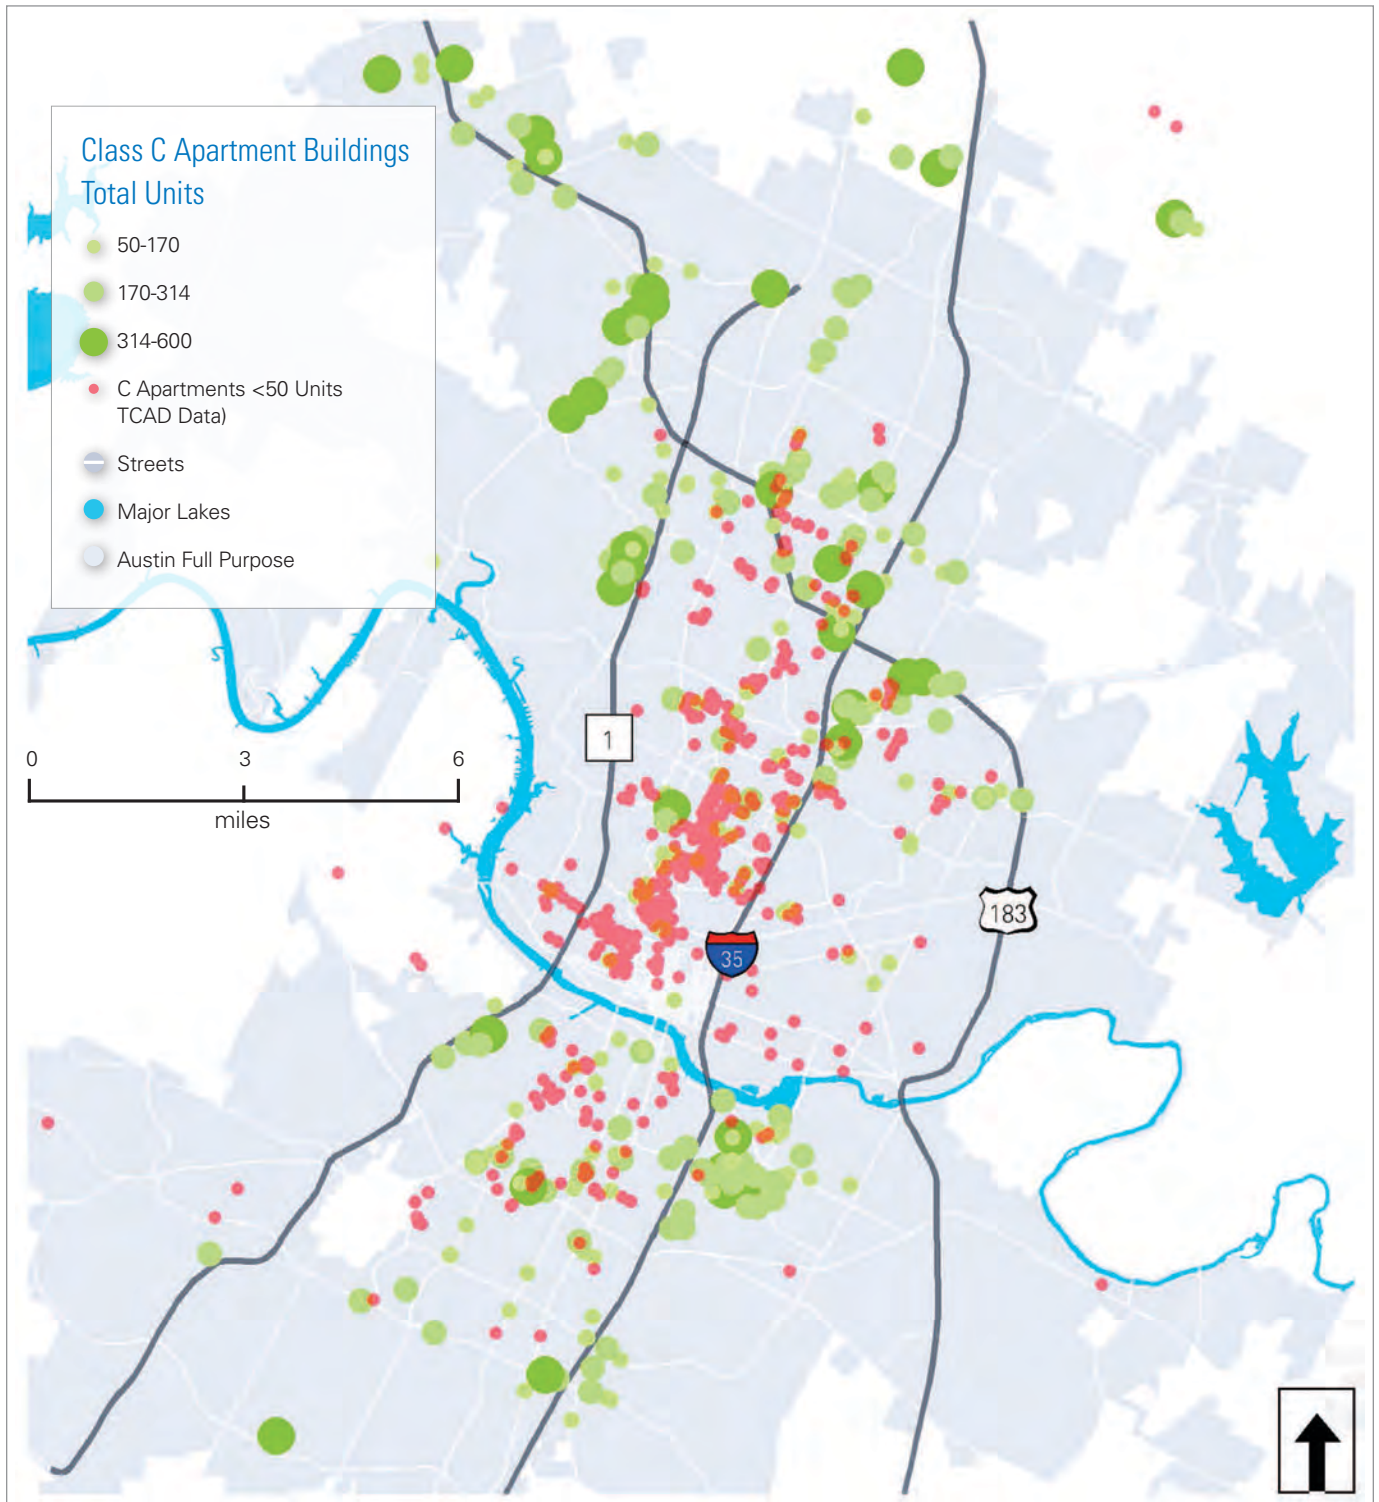 Class C Apartment Buildings
Total Units
50-170
170-314
314-600
C Apartments <50 Units
TCAD Data)
Streets
Major Lakes
Austin Full Purpose
1
0 3 6
miles
183
35